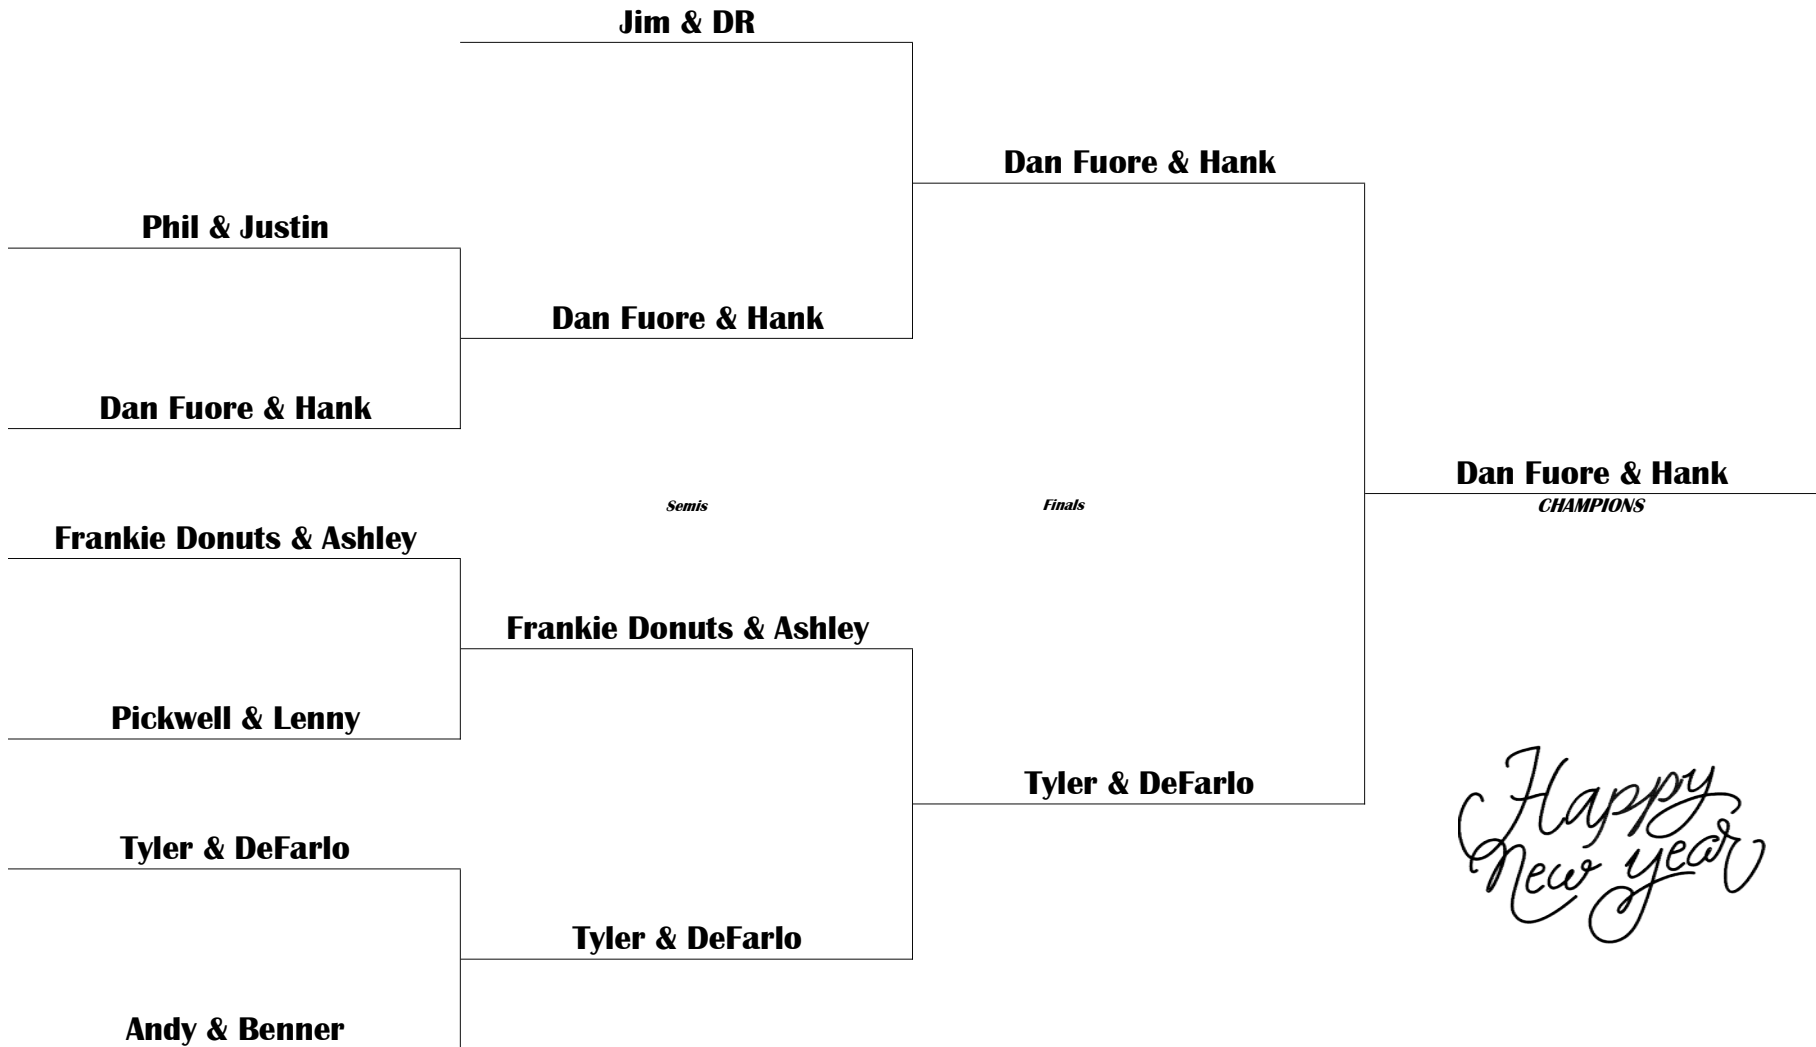 Jim & DR
Dan Fuore & Hank
Phil & Justin
Dan Fuore & Hank
Dan Fuore & Hank
Dan Fuore & Hank
CHAMPIONS
Semis
Finals
Frankie Donuts & Ashley
Frankie Donuts & Ashley
Pickwell & Lenny
Tyler & DeFarlo
Happy
New year
Tyler & DeFarlo
Tyler & DeFarlo
Andy & Benner